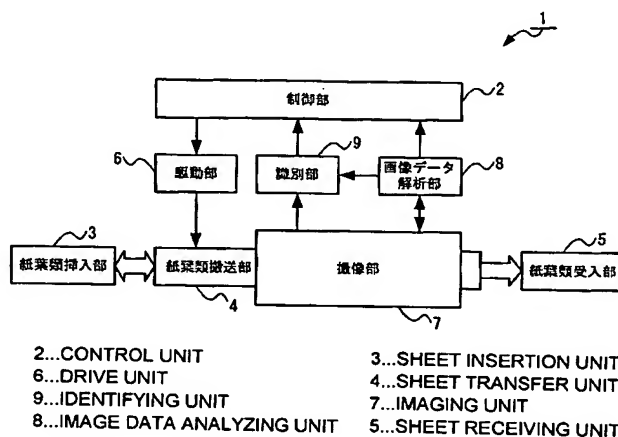 1
制御部
2
6
駆動部
9
識別部
画像データ
解析部
8
3
紙葉類挿入部
紙葉類搬送部
4
撮像部
7
5
紙葉類受入部
2...CONTROL UNIT
6...DRIVE UNIT
9...IDENTIFYING UNIT
8...IMAGE DATA ANALYZING UNIT
3...SHEET INSERTION UNIT
4...SHEET TRANSFER UNIT
7...IMAGING UNIT
5...SHEET RECEIVING UNIT